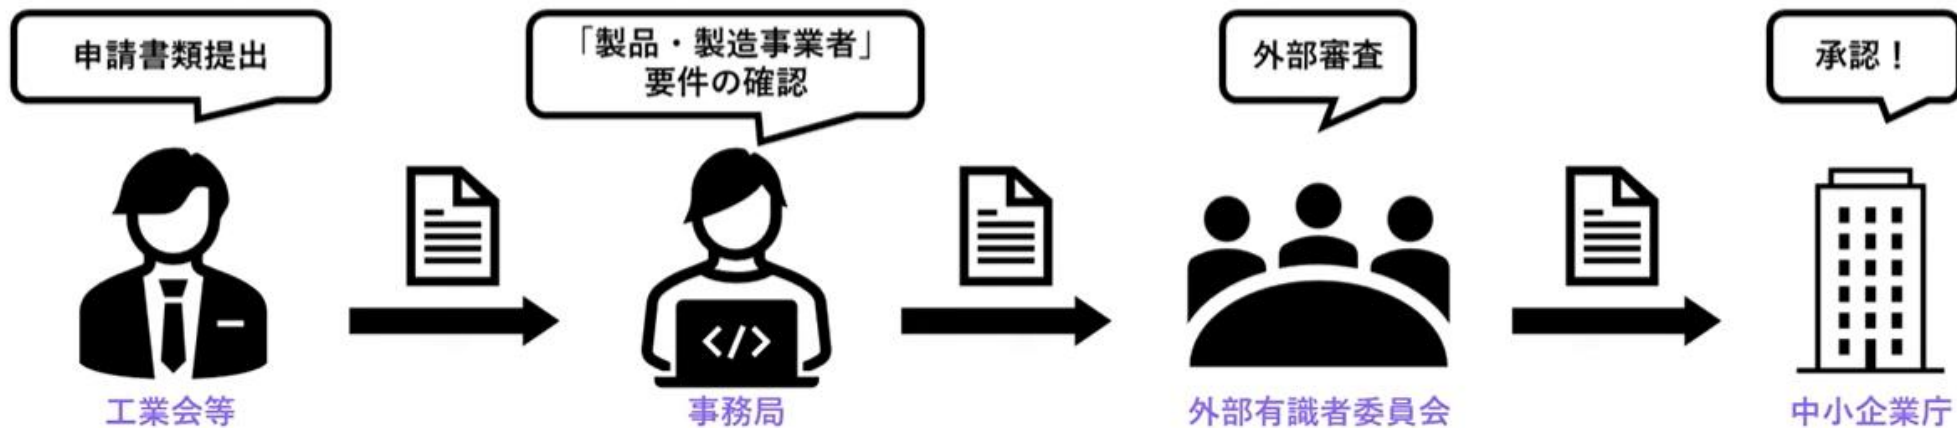 申請書類提出
「製品・製造事業者」
要件の確認
外部審査
承認！
</>
工業会等
事務局
外部有識者委員会
中小企業庁